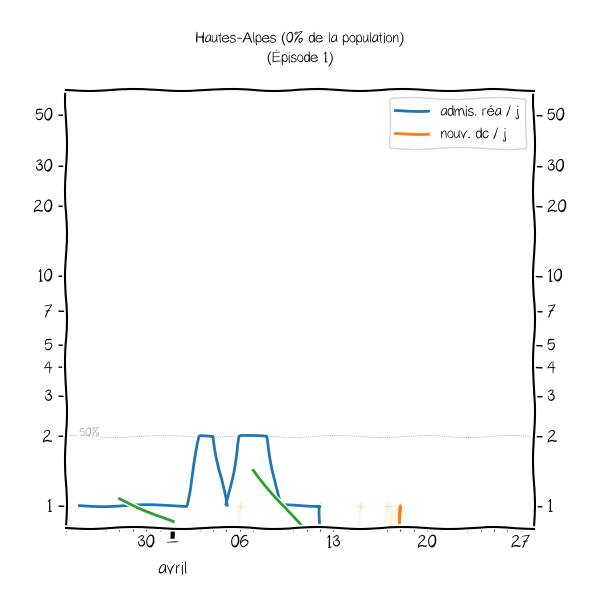 Hautes-Alpes (0% de la population)
(Épisode 1)
admis. réa / j
nouv. dc / j
50 50
30 30
20 20
10 10
7 7
5 5
4 4
3 3
2 50% 2
1 1
30 1 06 13 20 27
avril